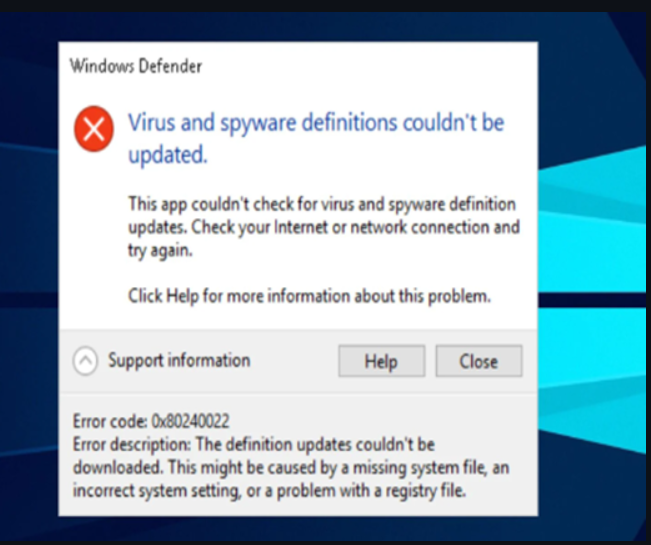 Windows Defender
Virus and spyware definitions couldn't be
updated.
This app couldn't check for virus and spyware definition
updates. Check your Internet or network connection and
try again.
Click Help for more information about this problem.
Support information
Help
Close
Error code: 0x80240022
Error description: The definition updates couldn't be
downloaded. This might be caused by a missing system file, an
incorrect system setting, or a problem with a registry file.